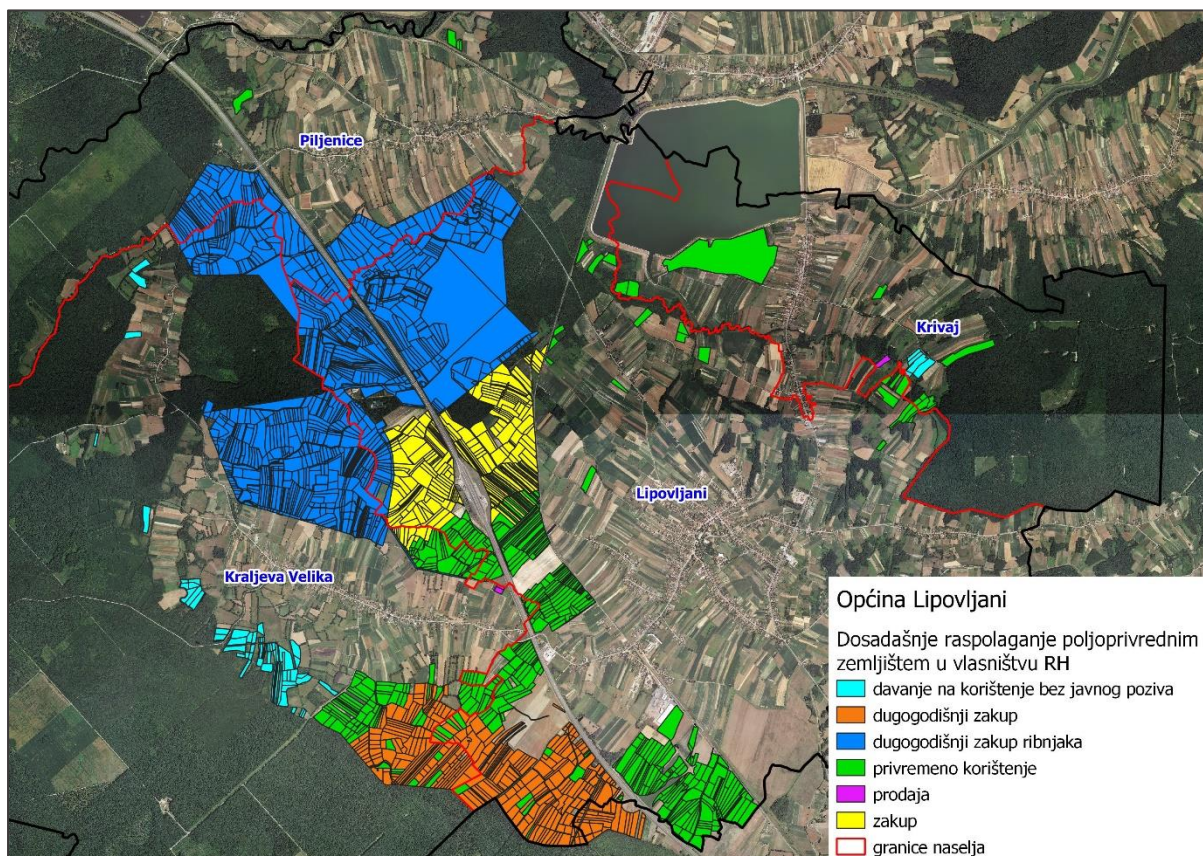 Piljenice
Krivaj
Lipovljani
Kraljeva Velika
Općina Lipovljani
Dosadašnje raspolaganje poljoprivrednim
zemljištem u vlasništvu RH
davanje na korištenje bez javnog poziva
dugogodišnji zakup
dugogodišnji zakup ribnjaka
privremeno korištenje
prodaja
zakup
granice naselja